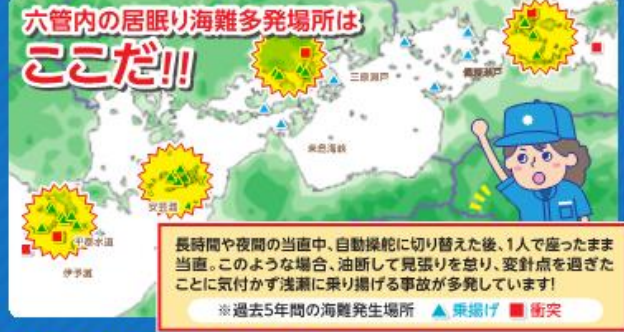 六管内の居眠り海難多発場所は
ここだ!!
三原瀬戸
備讃瀬戸
来島海峡
安芸灘
平郡水道
伊予灘
長時間や夜間の当直中、自動操舵に切り替えた後、1人で座ったまま
当直。このような場合、油断して見張りを怠り、変針点を過ぎた
ことに気付かず浅瀬に乗り揚げる事故が多発しています!
※過去5年間の海難発生場所 ▲乗揚げ ■衝突